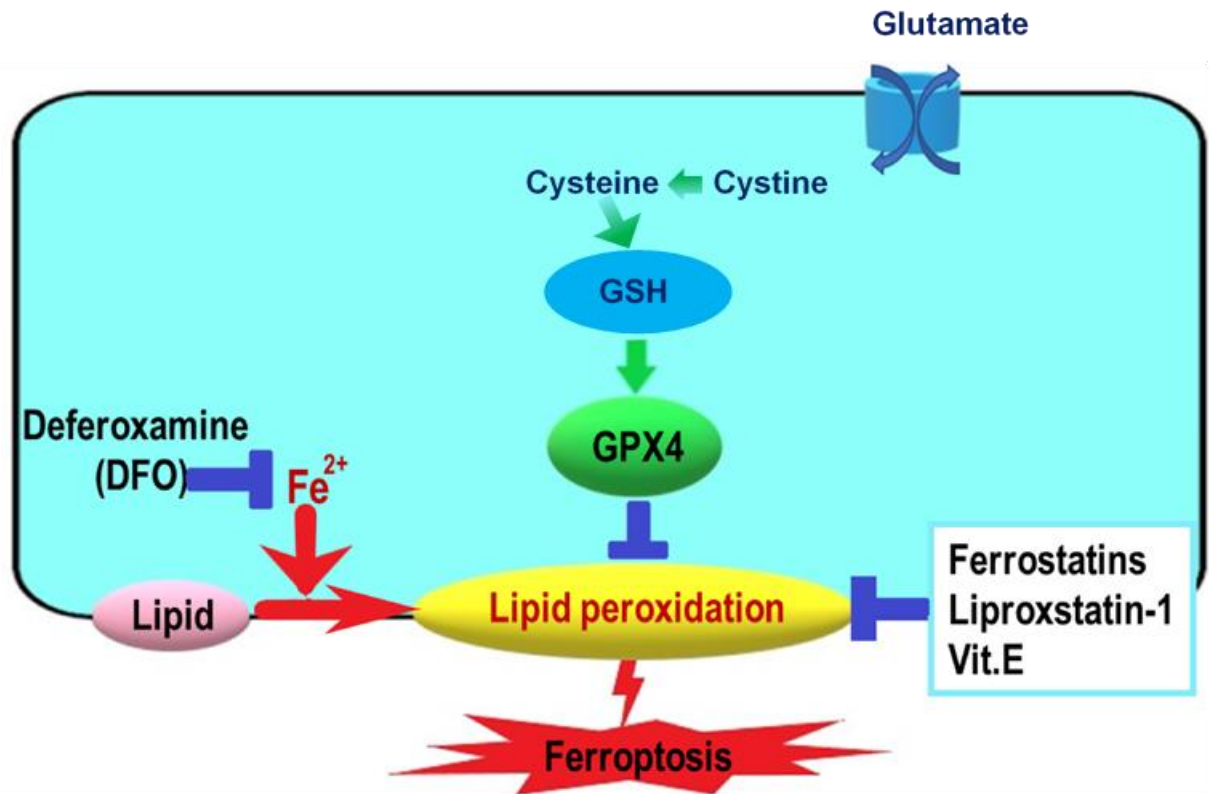 Glutamate
Cysteine
Cystine
GSH
GPX4
Deferoxamine
(DFO)
Fe2+
Lipid
Lipid peroxidation
Ferrostatins
Liproxstatin-1
Vit.E
Ferroptosis